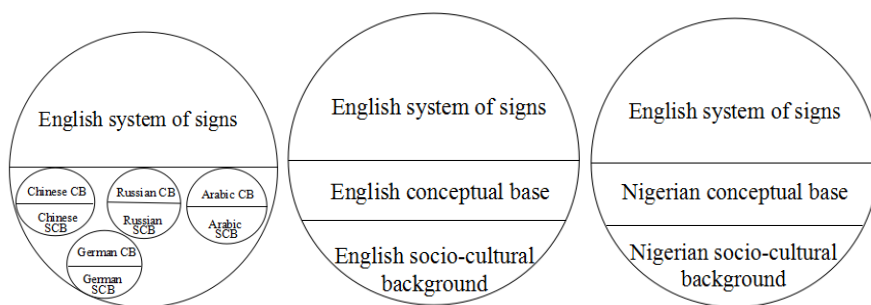 English system of signs
Chinese CB
Chinese
SCB
Russian CB
Russian
SCB
Arabic CB
Arabic
SCB
German CB
German
SCB
English system of signs
English conceptual base
English socio-cultural
background
English system of signs
Nigerian conceptual base
Nigerian socio-cultural
background